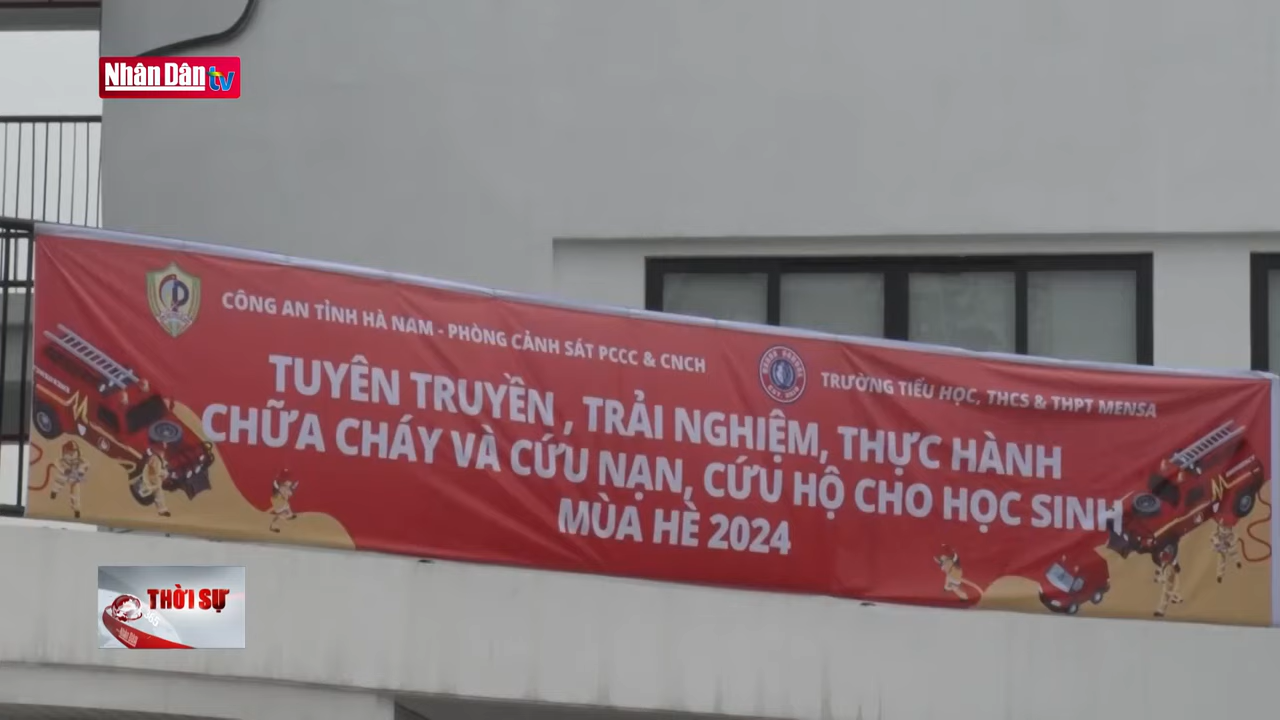 Nhân Dân tv
CÔNG AN TỈNH HÀ NAM - PHÒNG CẢNH SÁT PCCC & CNCH
TRƯỜNG TIỂU HỌC, THCS & THPT MENSA
TUYÊN TRUYỀN , TRẢI NGHIỆM, THỰC HÀNH
CHỮA CHÁY VÀ CỨU NẠN, CỨU HỘ CHO HỌC SINH
MÙA HÈ 2024
THỜI SỰ